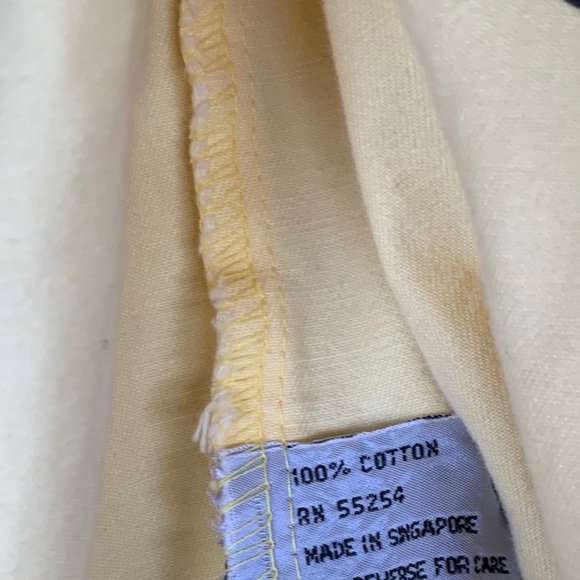 100% COTTON
RN 55254
MADE IN SINGAPORE
REVERSE FOR CARE